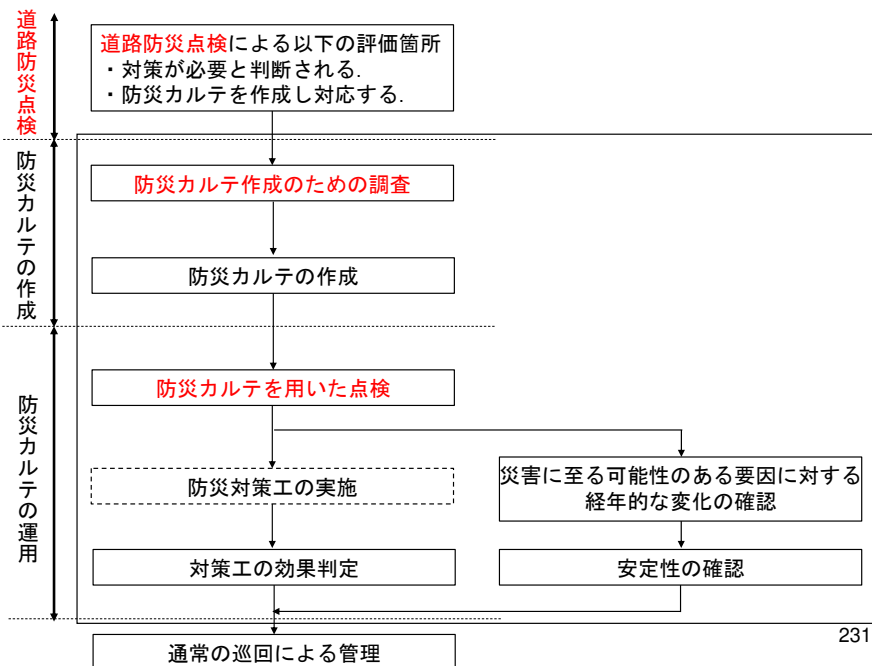 道路防災点検
道路防災点検による以下の評価箇所
・対策が必要と判断される.
・防災カルテを作成し対応する.
防災カルテの作成
防災カルテ作成のための調査
防災カルテの作成
防災カルテの運用
防災カルテを用いた点検
防災対策工の実施
災害に至る可能性のある要因に対する
経年的な変化の確認
対策工の効果判定
安定性の確認
231
通常の巡回による管理